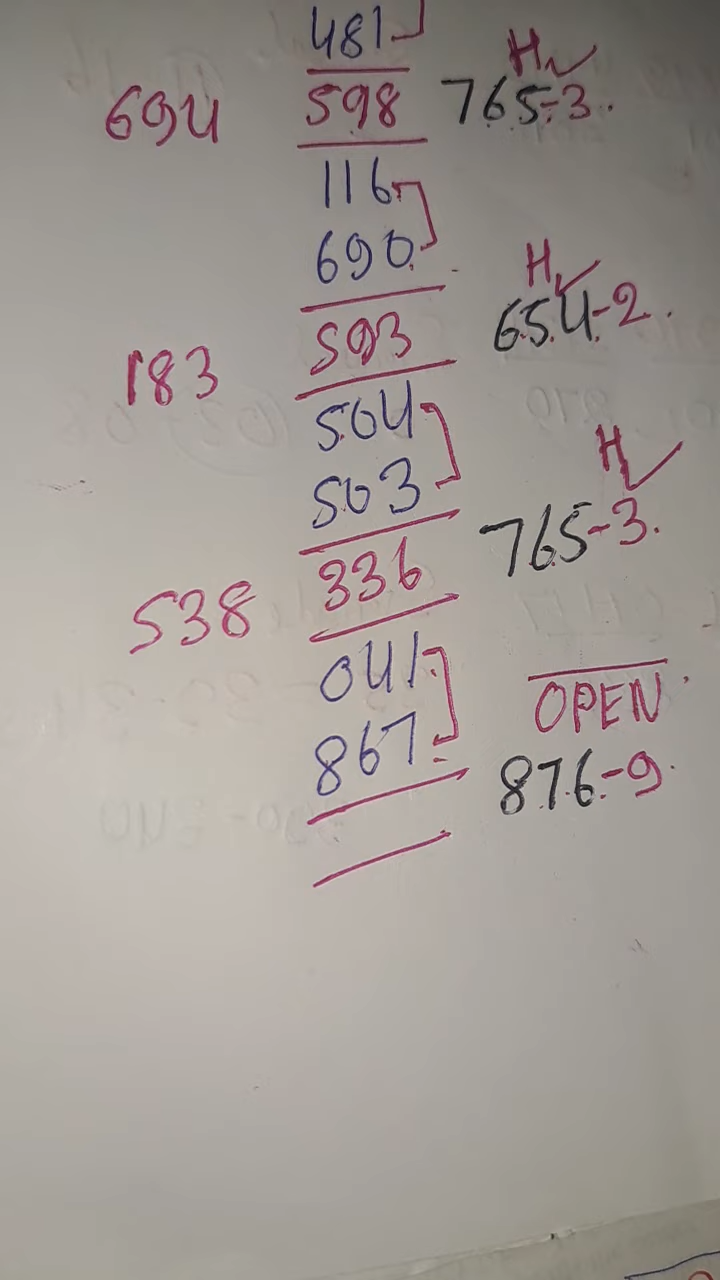 481
H
694 598 765-3.
116
690
H
654-2.
183 593
504
503
H
765-3.
538 336
041
OPEN
867 876-9.